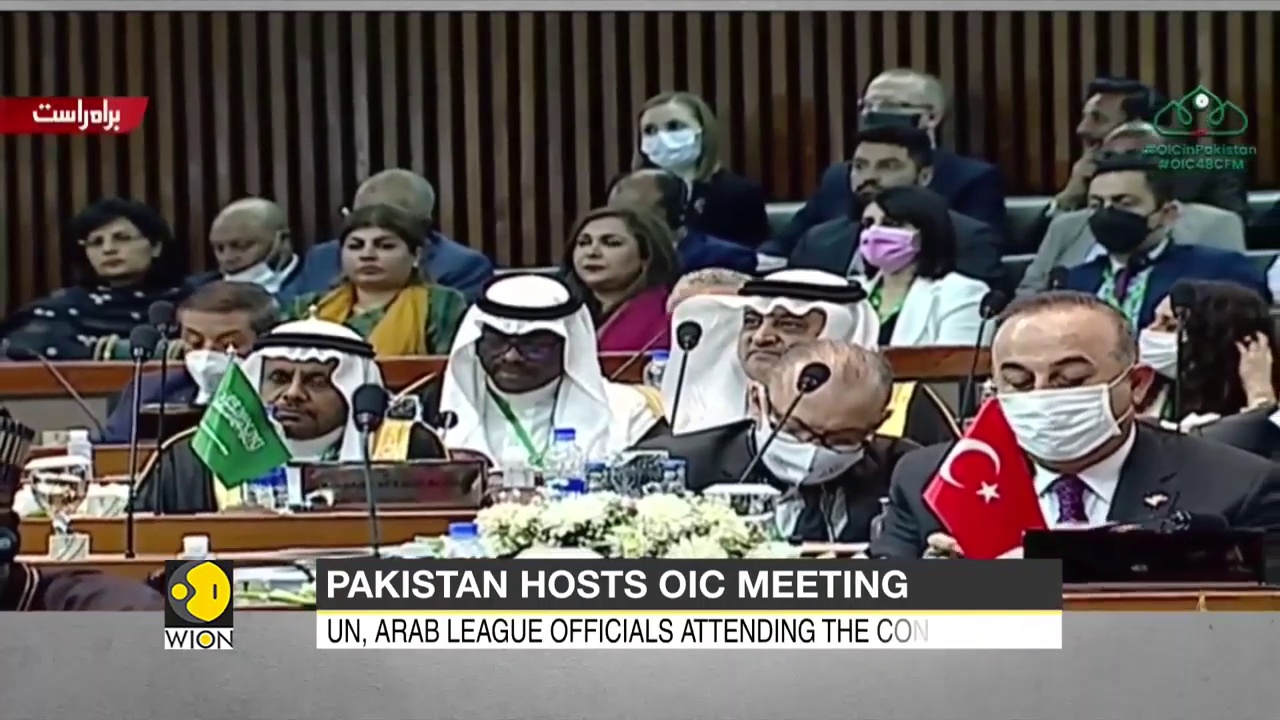 براہ راست
#OICinPakistan
#OIC48CFM
PAKISTAN HOSTS OIC MEETING
UN, ARAB LEAGUE OFFICIALS ATTENDING THE CON
WION